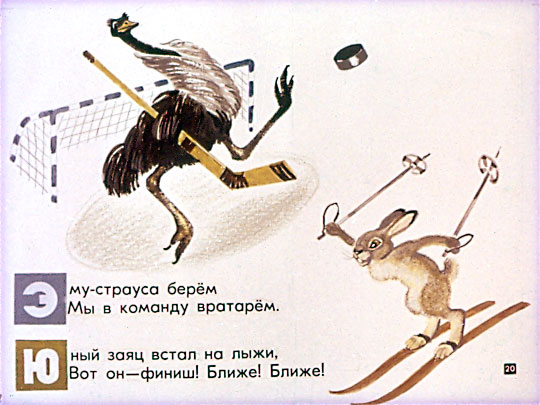 Эму-страуса берём
Мы в команду вратарём.
Юный заяц встал на лыжи,
Вот он—финиш! Ближе! Ближе!
20